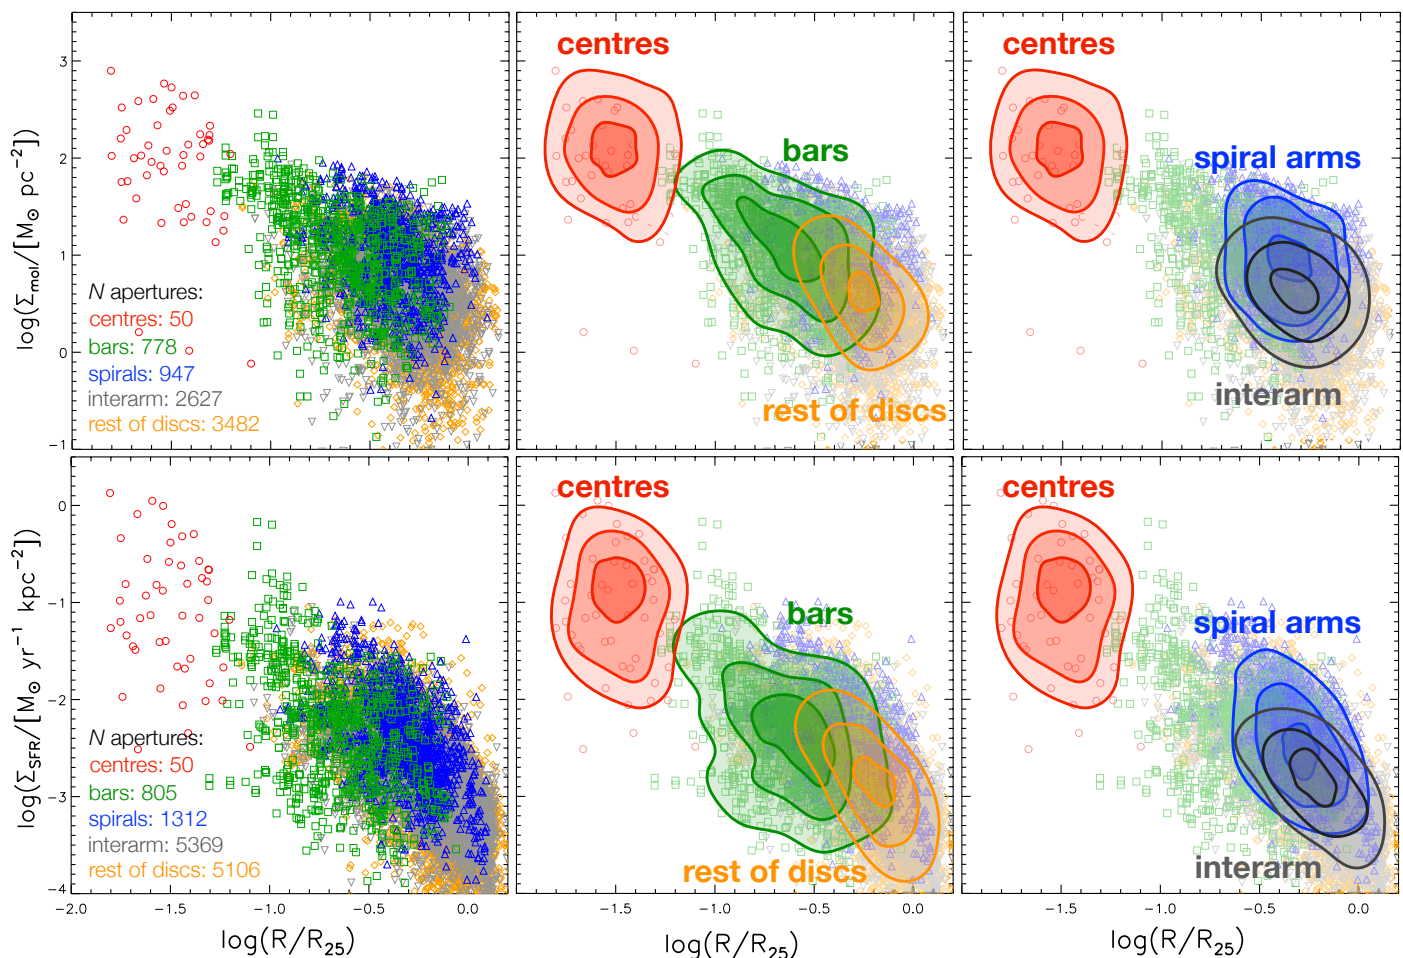 centres
bars
rest of discs
centres
spiral arms
interarm
log(Σmol/[M⊙ pc−2])
3
2
1
0
−1
N apertures:
centres: 50
bars: 778
spirals: 947
interarm: 2627
rest of discs: 3482
centres
bars
rest of discs
centres
spiral arms
interarm
log(ΣSFR/[M⊙ yr−1 kpc−2])
0
−1
−2
−3
−4
N apertures:
centres: 50
bars: 805
spirals: 1312
interarm: 5369
rest of discs: 5106
−2.0 −1.5 −1.0 −0.5 0.0
−1.5 −1.0 −0.5 0.0
−1.5 −1.0 −0.5 0.0
log(R/R25)
log(R/R25)
log(R/R25)